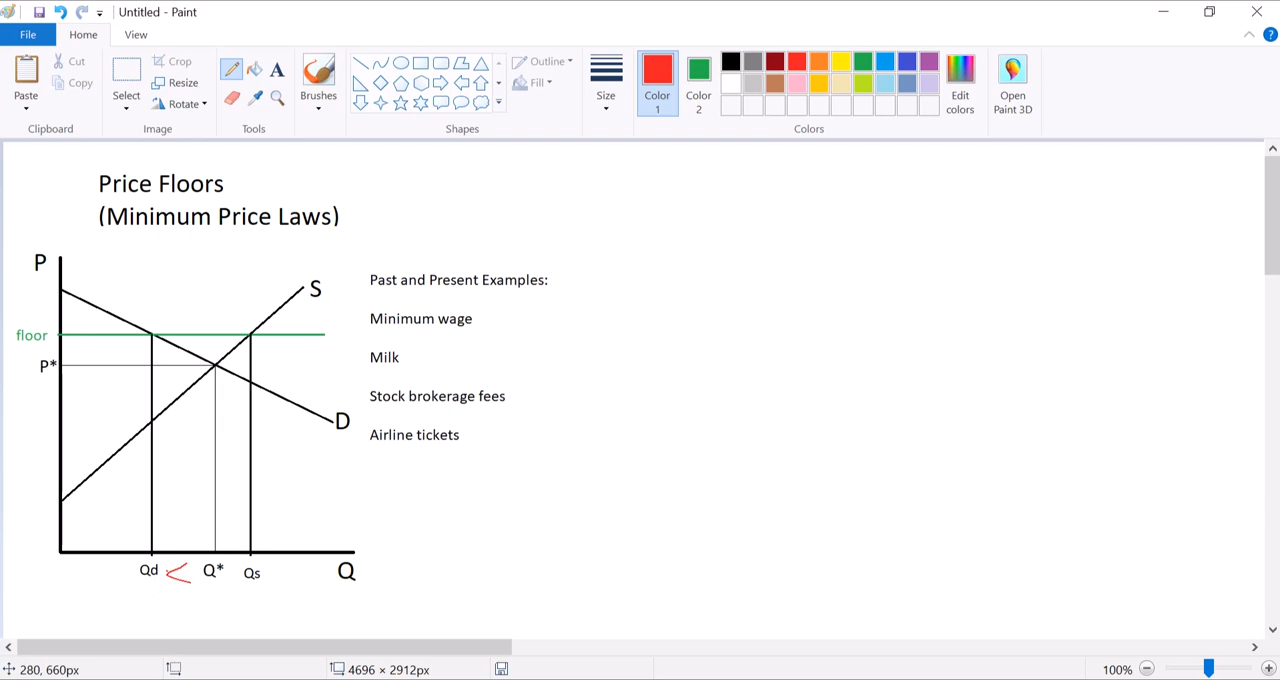 Untitled - Paint
File
Home
View
Paste
Cut
Copy
Clipboard
Select
Crop
Resize
Rotate
Image
Tools
Brushes
Outline
Fill
Shapes
Size
Color
1
Color
2
Edit
colors
Colors
Open
Paint 3D
Price Floors
(Minimum Price Laws)
P
S
floor
P*
D
Qd < Q* Qs Q
Past and Present Examples:
Minimum wage
Milk
Stock brokerage fees
Airline tickets
280, 660px
4696 × 2912px
100%